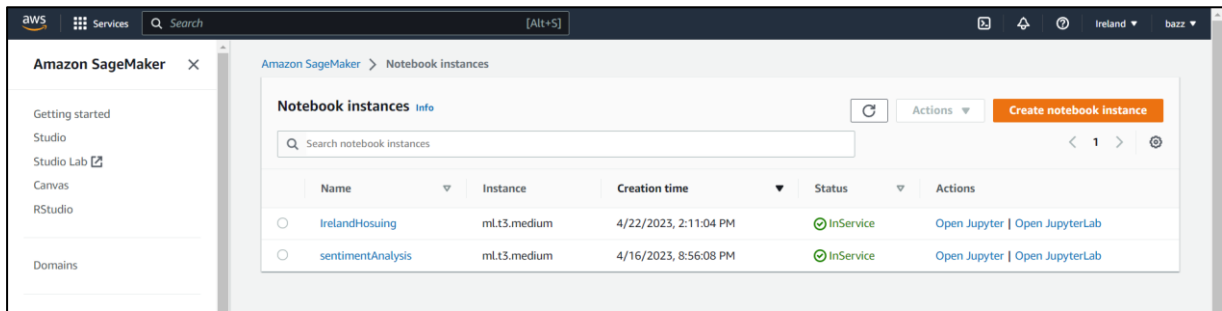 aws Services Search [Alt+S] Ireland ▼ bazz ▼
Amazon SageMaker X
Getting started
Studio
Studio Lab
Canvas
RStudio
Domains
Amazon SageMaker > Notebook instances
Notebook instances Info
Actions ▼ Create notebook instance
Search notebook instances
< 1 >
Name Instance Creation time Status Actions
IrelandHosuing ml.t3.medium 4/22/2023, 2:11:04 PM InService Open Jupyter | Open JupyterLab
sentimentAnalysis ml.t3.medium 4/16/2023, 8:56:08 PM InService Open Jupyter | Open JupyterLab